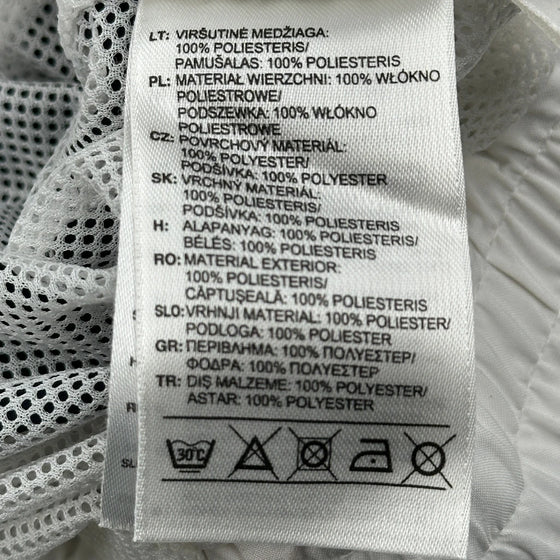 LT: VIRŠUTINĖ MEDŽIAGA:
100% POLIESTERIS/
PAMUŠALAS: 100% POLIESTERIS
PL: MATERIAŁ WIERZCHNI: 100% WŁÓKNO
POLIESTROWE/
PODSZEWKA: 100% WŁÓKNO
POLIESTROWE
CZ: POVRCHOVÝ MATERIÁL:
100% POLYESTER/
PODŠÍVKA: 100% POLYESTER
SK: VRCHNÝ MATERIÁL:
100% POLIESTERIS/
PODŠÍVKA: 100% POLIESTERIS
H: ALAPANYAG: 100% POLIESTERIS/
BÉLÉS: 100% POLIESTERIS
RO: MATERIAL EXTERIOR:
100% POLIESTERIS/
CĂPTUȘEALĂ: 100% POLIESTERIS
SLO: VRHNJI MATERIAL: 100% POLIESTER/
PODLOGA: 100% POLIESTER
GR: ΠΕΡΙΒΛΗΜΑ: 100% ΠΟΛΥΕΣΤΕΡ/
ΦΟΔΡΑ: 100% ΠΟΛΥΕΣΤΕΡ
TR: DIŞ MALZEME: 100% POLYESTER/
ASTAR: 100% POLYESTER
30°C